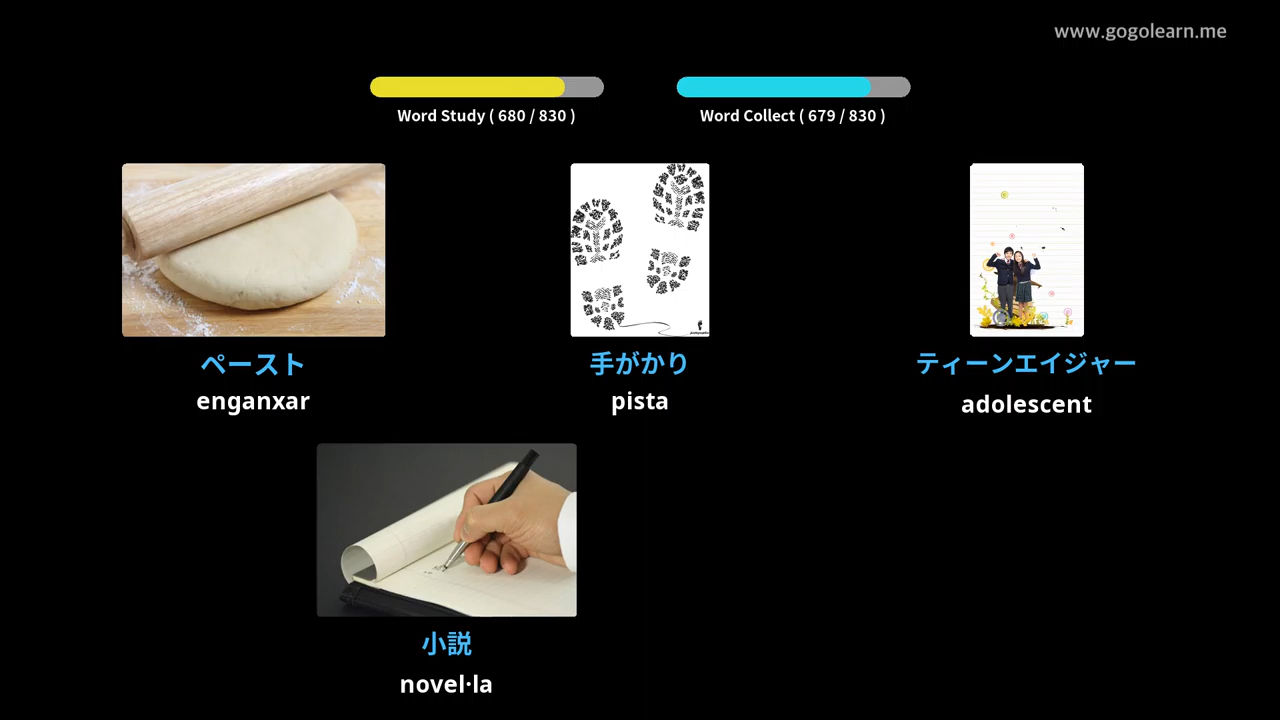 www.gogolearn.me
Word Study ( 680 / 830 )
Word Collect ( 679 / 830 )
ペースト
enganxar
手がかり
pista
ティーンエイジャー
adolescent
小説
novel·la